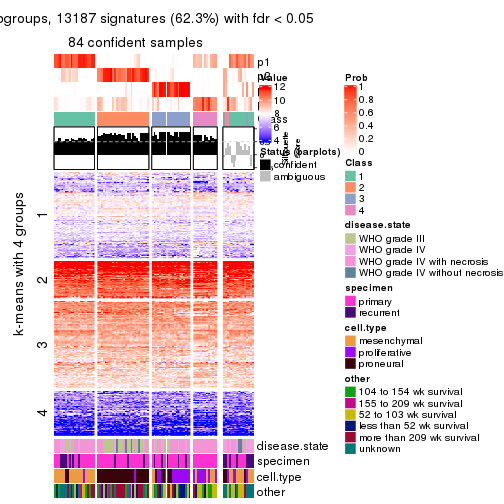 ogroups, 13187 signatures (62.3%) with fdr < 0.05
84 confident samples
p1
Value
12
10
8
6
4
Prob
1
0.8
0.6
0.4
0.2
0
Silhouette
score
Status (barplots)
confident
ambiguous
Class
1
2
3
4
k-means with 4 groups
1
2
3
4
disease.state
WHO grade III
WHO grade IV
WHO grade IV with necrosis
WHO grade IV without necrosis
specimen
primary
recurrent
cell.type
mesenchymal
proliferative
proneural
other
104 to 154 wk survival
155 to 209 wk survival
52 to 103 wk survival
less than 52 wk survival
more than 209 wk survival
unknown
disease.state
specimen
cell.type
other